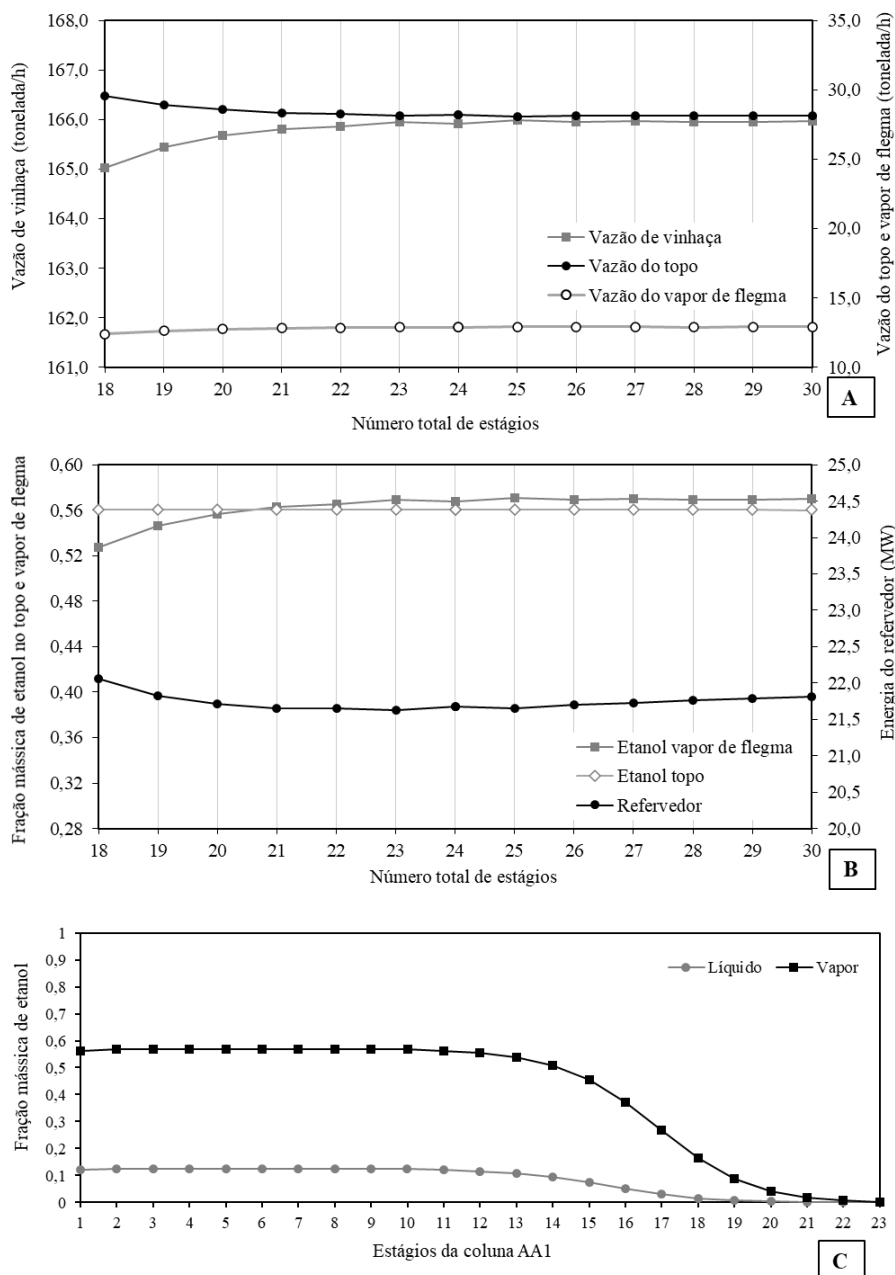 Vazão de vinhaça (tonelada/h)
168,0
167,0
166,0
165,0
164,0
163,0
162,0
161,0
35,0
30,0
25,0
20,0
15,0
10,0
Vazão do topo e vapor de flegma (tonelada/h)
Vazão de vinhaça
Vazão do topo
Vazão do vapor de flegma
18 19 20 21 22 23 24 25 26 27 28 29 30
Número total de estágios
A
Fração mássica de etanol no topo e vapor de flegma
0,60
0,56
0,52
0,48
0,44
0,40
0,36
0,32
0,28
25,0
24,5
24,0
23,5
23,0
22,5
22,0
21,5
21,0
20,5
20,0
Energia do refervedor (MW)
Etanol vapor de flegma
Etanol topo
Refervedor
18 19 20 21 22 23 24 25 26 27 28 29 30
Número total de estágios
B
Fração mássica de etanol
1
0,9
0,8
0,7
0,6
0,5
0,4
0,3
0,2
0,1
0
Líquido Vapor
1 2 3 4 5 6 7 8 9 10 11 12 13 14 15 16 17 18 19 20 21 22 23
Estágios da coluna AA1
C